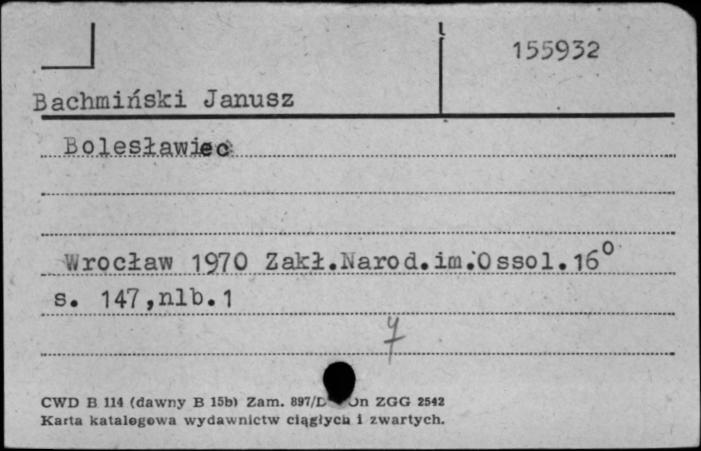 155932
Bachmiński Janusz
Bolesławiec
Wrocław 1970 Zakł.Narod.im.Ossol.16°
s. 147,nlb.1
7
CWD B 114 (dawny B 15b) Zam. 897/D ZGG 2542
Karta katalogowa wydawnictw ciągłych i zwartych.